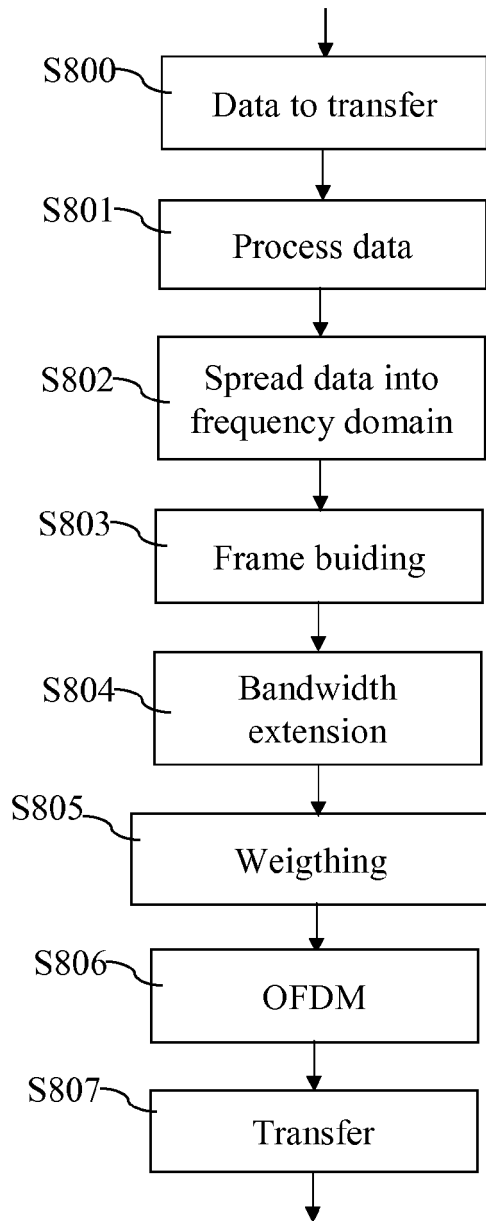 S800
Data to transfer
S801
Process data
S802
Spread data into
frequency domain
S803
Frame buiding
S804
Bandwidth
extension
S805
Weigthing
S806
OFDM
S807
Transfer